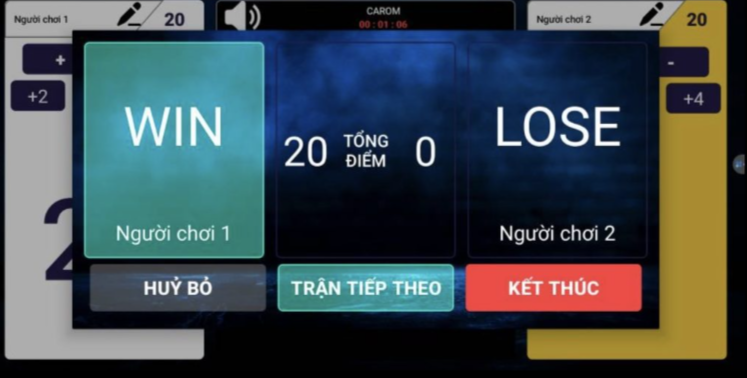 Người chơi 1
20
CAROM
00:01:06
Người chơi 2
20
+
-
+2
+4
WIN
Người chơi 1
20
TỔNG
ĐIỂM
0
LOSE
Người chơi 2
HUỶ BỎ
TRẬN TIẾP THEO
KẾT THÚC